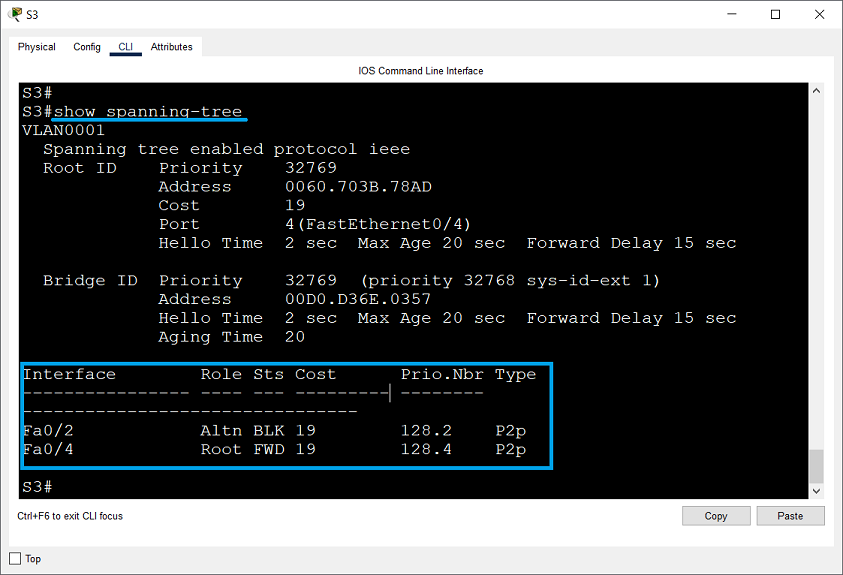 S3
Physical Config CLI Attributes
IOS Command Line Interface
S3#
S3#show spanning-tree
VLAN0001
  Spanning tree enabled protocol ieee
  Root ID    Priority    32769
             Address     0060.703B.78AD
             Cost        19
             Port        4(FastEthernet0/4)
             Hello Time  2 sec  Max Age 20 sec  Forward Delay 15 sec

  Bridge ID  Priority    32769  (priority 32768 sys-id-ext 1)
             Address     00D0.D36E.0357
             Hello Time  2 sec  Max Age 20 sec  Forward Delay 15 sec
             Aging Time  20

Interface        Role Sts Cost      Prio.Nbr Type
---------------- ---- --- --------- --------
--------------------------------
Fa0/2            Altn BLK 19        128.2    P2p
Fa0/4            Root FWD 19        128.4    P2p

S3#
Ctrl+F6 to exit CLI focus
Copy Paste
Top